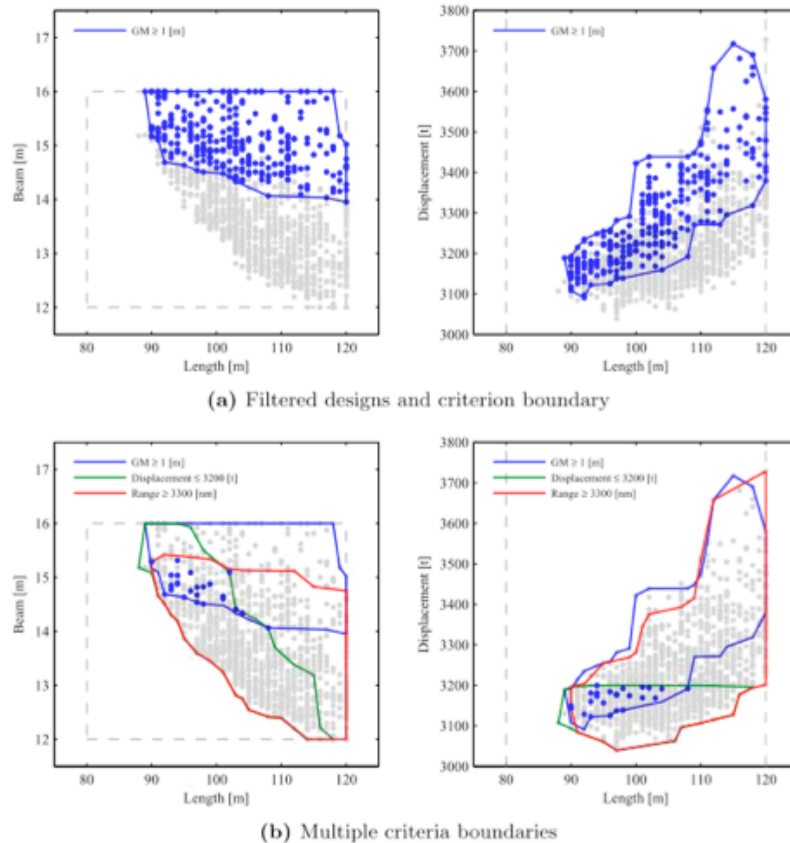 GM ≥ 1 [m]
17
16
15
14
13
12
Beam [m]
80 90 100 110 120
Length [m]
GM ≥ 1 [m]
3800
3700
3600
3500
3400
3300
3200
3100
3000
Displacement [t]
80 90 100 110 120
Length [m]
(a) Filtered designs and criterion boundary
GM ≥ 1 [m]
Displacement ≤ 3200 [t]
Range ≥ 3300 [nm]
17
16
15
14
13
12
Beam [m]
80 90 100 110 120
Length [m]
GM ≥ 1 [m]
Displacement ≤ 3200 [t]
Range ≥ 3300 [nm]
3800
3700
3600
3500
3400
3300
3200
3100
3000
Displacement [t]
80 90 100 110 120
Length [m]
(b) Multiple criteria boundaries